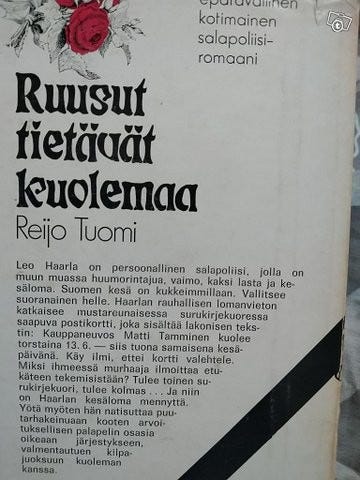 epätavallinen
kotimainen
salapoliisi-
romaani
Ruusut
tietävät
kuolemaa
Reijo Tuomi
Leo Haarla on persoonallinen salapoliisi, jolla on
muun muassa huumorintajua, vaimo, kaksi lasta ja ke-
säloma. Suomen kesä on kukkeimmillaan. Vallitsee
suoranainen helle. Haarlan rauhallisen lomanvieton
katkaisee mustareunaisessa surukirjekuoressa
saapuva postikortti, joka sisältää lakonisen teks-
tin: Kauppaneuvos Matti Tamminen kuolee
torstaina 13.6. — siis tuona samaisena kesä-
päivänä. Käy ilmi, ettei kortti valehtele.
Miksi ihmeessä murhaaja ilmoittaa etu-
käteen tekemisistään? Tulee toinen su-
rukirjekuori, tulee kolmas . . . Ja niin
on Haarlan kesäloma mennyttä.
Yötä myöten hän natisuttaa puu-
tarhakeinuaan kooten arvoi-
tuksellisen palapelin osasia
oikeaan järjestykseen,
valmentautuen kilpa-
juoksuun kuoleman
kanssa.